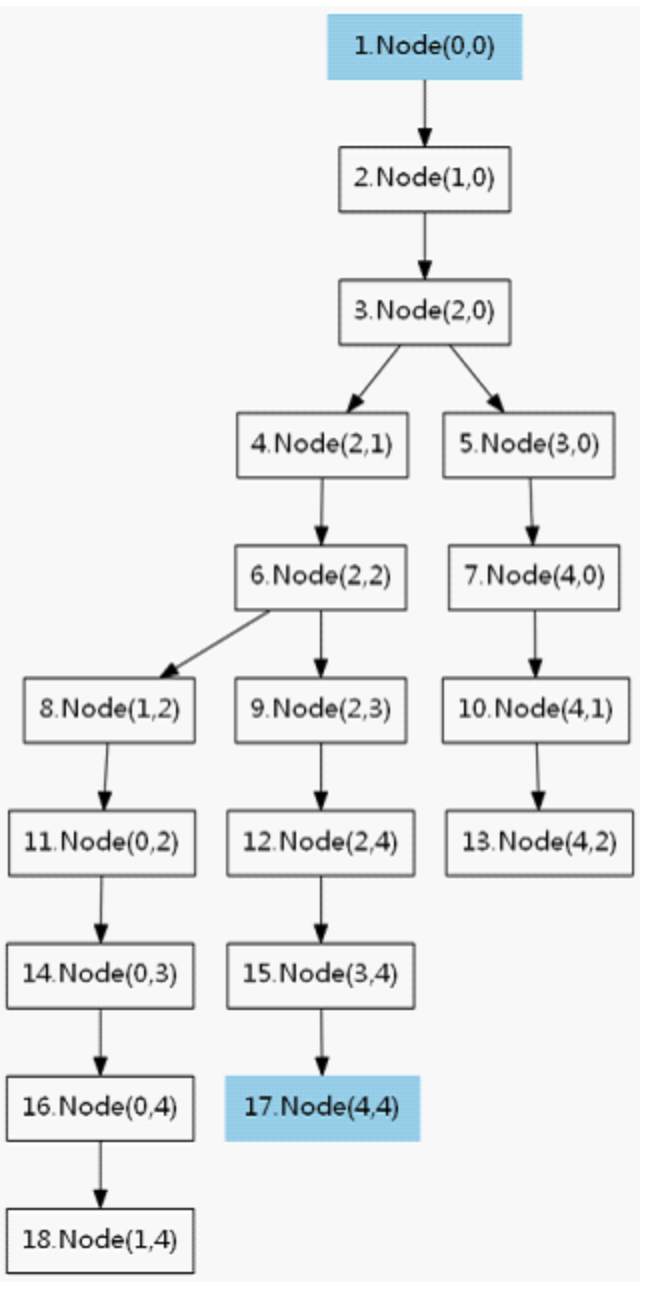 1.Node(0,0)
2.Node(1,0)
3.Node(2,0)
4.Node(2,1)
5.Node(3,0)
6.Node(2,2)
7.Node(4,0)
8.Node(1,2)
9.Node(2,3)
10.Node(4,1)
11.Node(0,2)
12.Node(2,4)
13.Node(4,2)
14.Node(0,3)
15.Node(3,4)
16.Node(0,4)
17.Node(4,4)
18.Node(1,4)